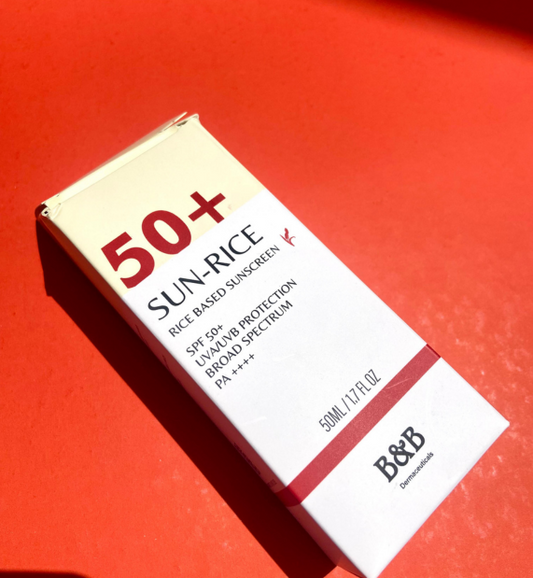 50+
SUN-RICE
RICE BASED SUNSCREEN
SPF 50+
UVA/UVB PROTECTION
BROAD SPECTRUM
PA ++++
50ML / 1.7 FL OZ
B&B
Dermaceuticals